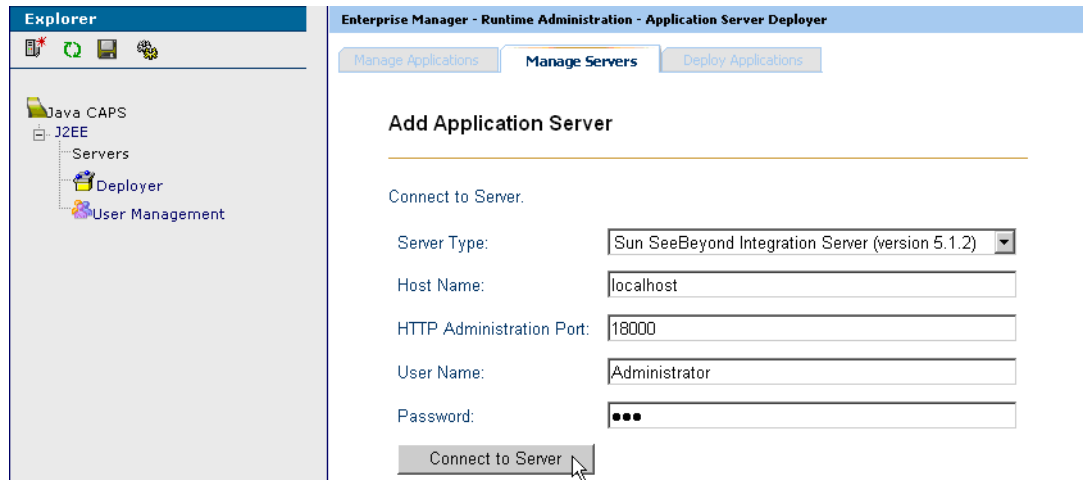 Explorer
Enterprise Manager - Runtime Administration - Application Server Deployer
Manage Applications
Manage Servers
Deploy Applications
Java CAPS
J2EE
Servers
Deployer
User Management
Add Application Server
Connect to Server.
Server Type: Sun SeeBeyond Integration Server (version 5.1.2)
Host Name: localhost
HTTP Administration Port: 18000
User Name: Administrator
Password: ●●●
Connect to Server